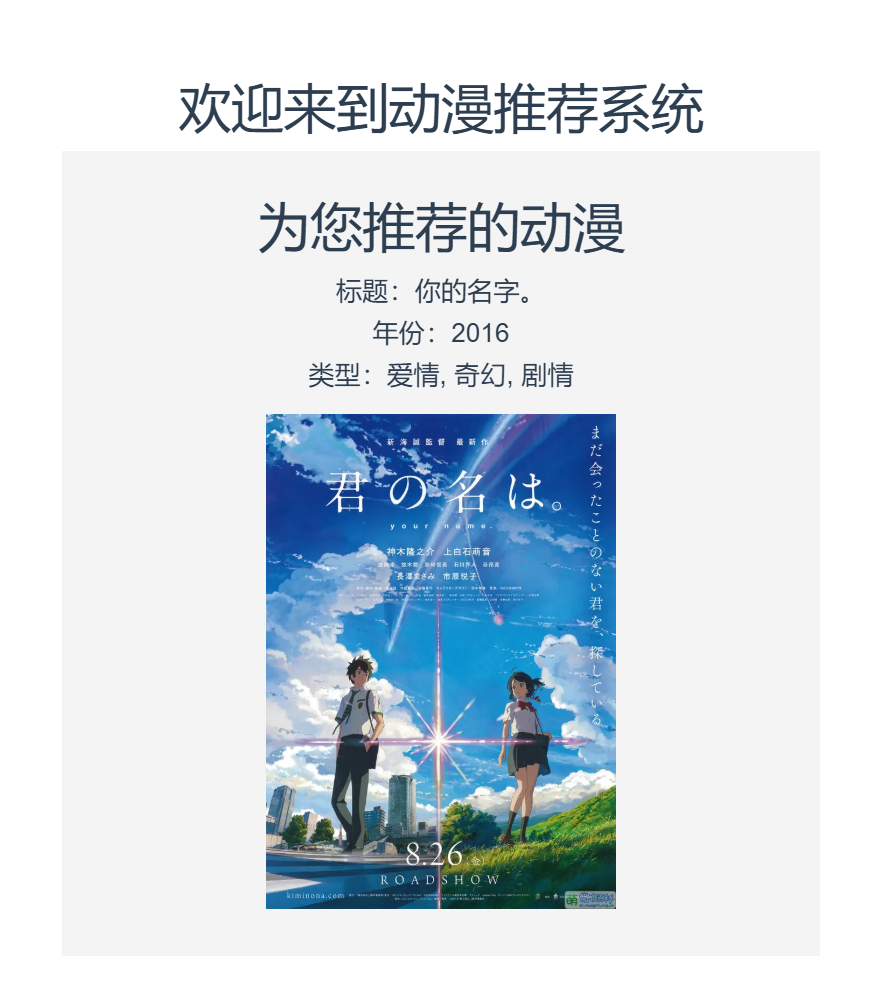 欢迎来到动漫推荐系统
为您推荐的动漫
标题：你的名字。
年份：2016
类型：爱情, 奇幻, 剧情
新海誠監督 最新作
君の名は。
your name.
神木隆之介 上白石萌音
長澤まさみ 市原悦子
まだ会ったことのない君を、探している
8.26(金)
ROADSHOW
kiminona.com